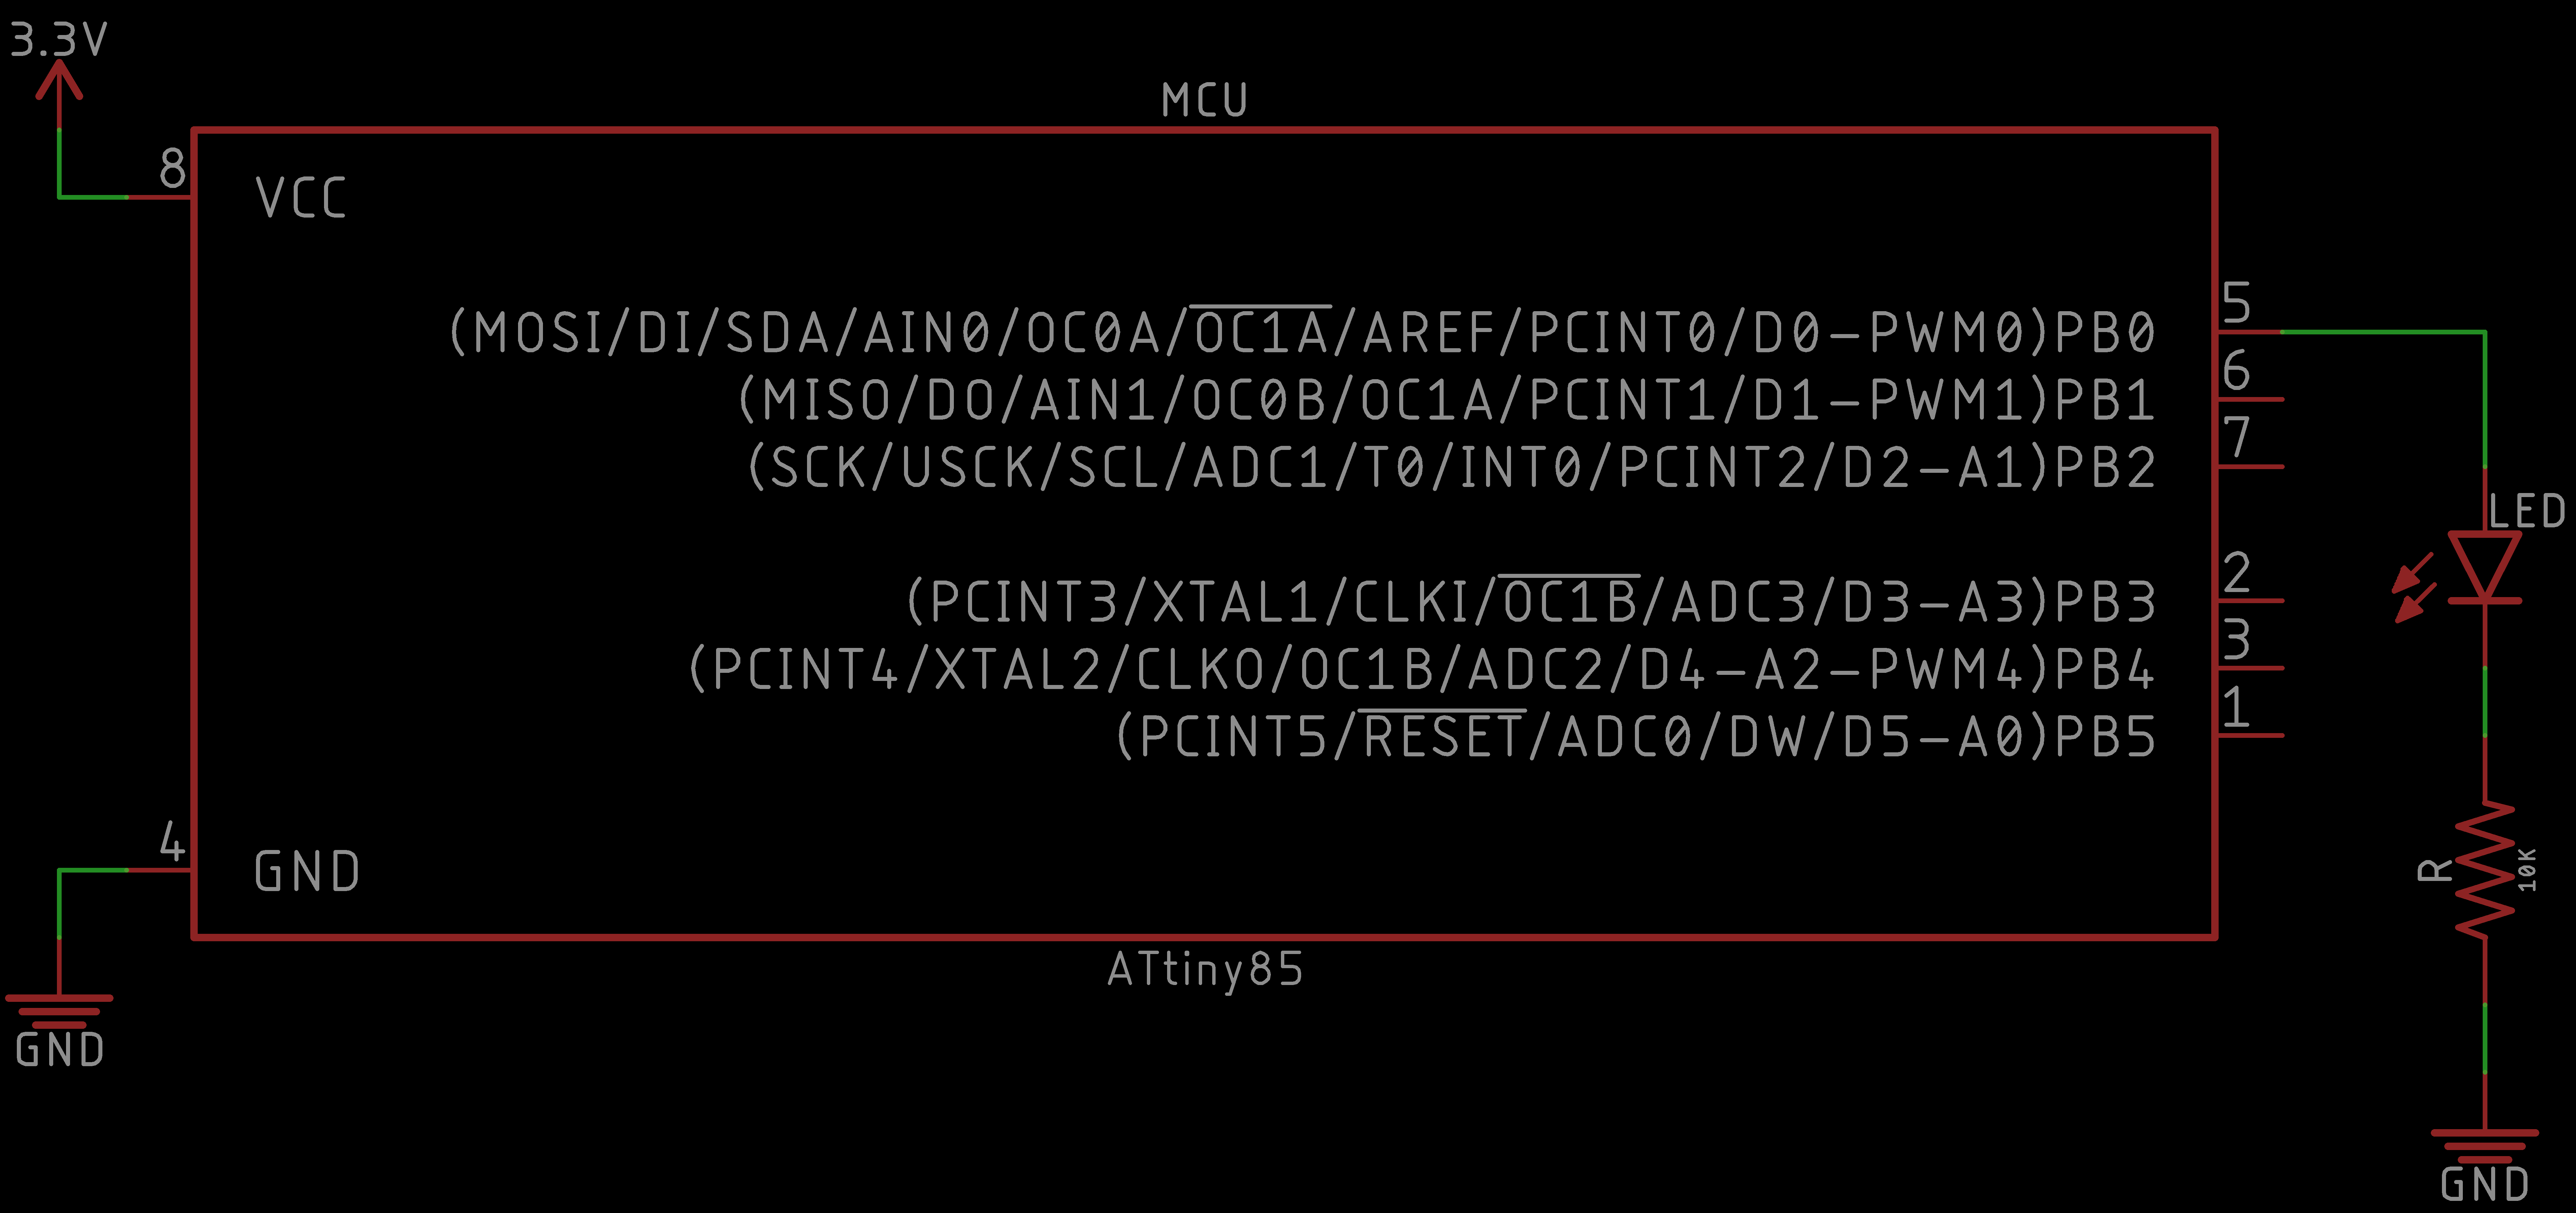 3.3V
MCU
8
VCC
5
(MOSI/DI/SDA/AIN0/OC0A/OC1A/AREF/PCINT0/D0-PWM0)PB0
6
(MISO/DO/AIN1/OC0B/OC1A/PCINT1/D1-PWM1)PB1
7
(SCK/USCK/SCL/ADC1/T0/INT0/PCINT2/D2-A1)PB2
LED
2
(PCINT3/XTAL1/CLKI/OC1B/ADC3/D3-A3)PB3
3
(PCINT4/XTAL2/CLKO/OC1B/ADC2/D4-A2-PWM4)PB4
1
(PCINT5/RESET/ADC0/DW/D5-A0)PB5
4
GND
R
10K
ATtiny85
GND
GND